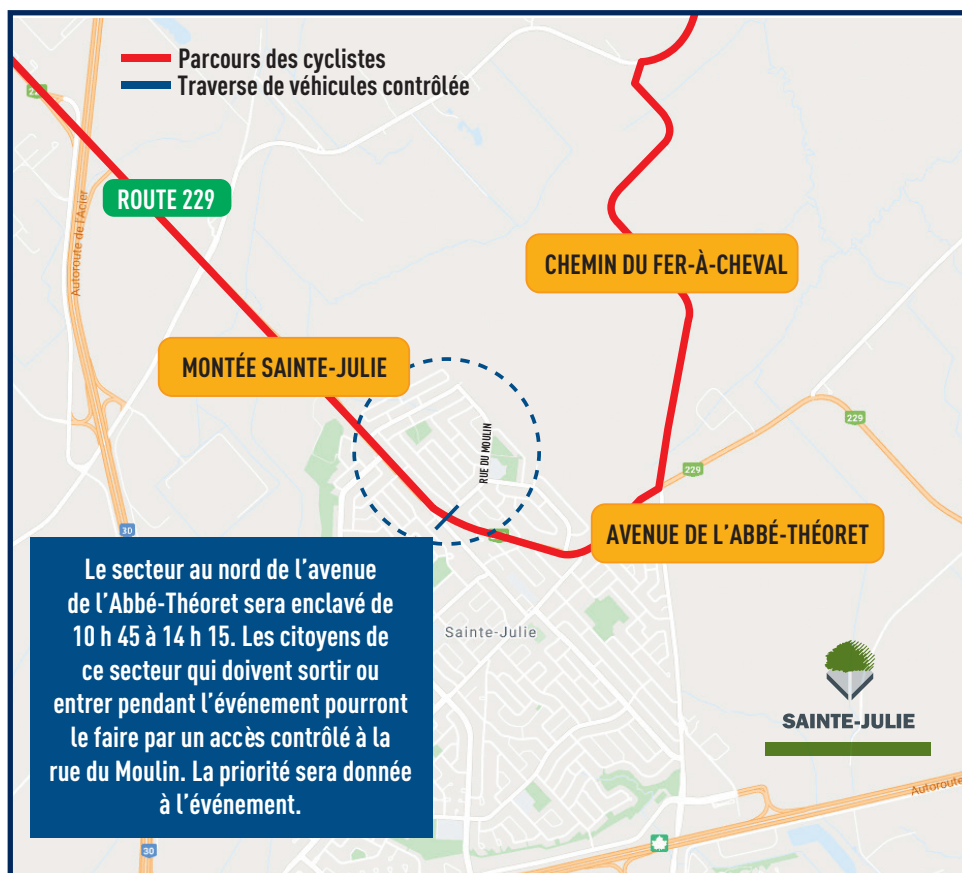 Parcours des cyclistes
Traverse de véhicules contrôlée
ROUTE 229
Autoroute de l'Acier
CHEMIN DU FER-À-CHEVAL
MONTÉE SAINTE-JULIE
RUE DU MOULIN
229
229
AVENUE DE L'ABBÉ-THÉORET
30
Le secteur au nord de l'avenue
de l'Abbé-Théoret sera enclavé de
10 h 45 à 14 h 15. Les citoyens de
ce secteur qui doivent sortir ou
entrer pendant l'événement pourront
le faire par un accès contrôlé à la
rue du Moulin. La priorité sera donnée
à l'événement.
Sainte-Julie
SAINTE-JULIE
Autoroute
30